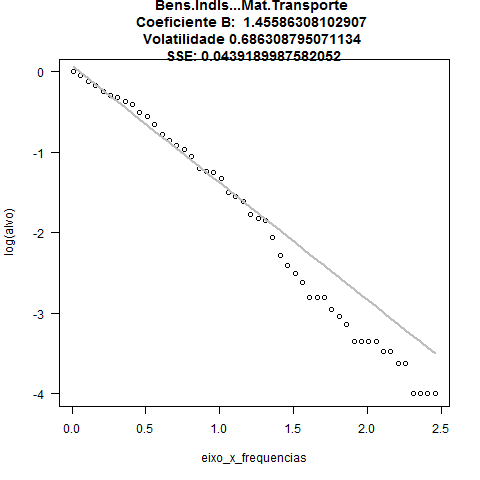 Bens.Indls...Mat.Transporte
Coeficiente B:  1.45586308102907
Volatilidade 0.686308795071134
SSE: 0.0439189987582052
log(alvo)
0
-1
-2
-3
-4
0.0 0.5 1.0 1.5 2.0 2.5
eixo_x_frequencias